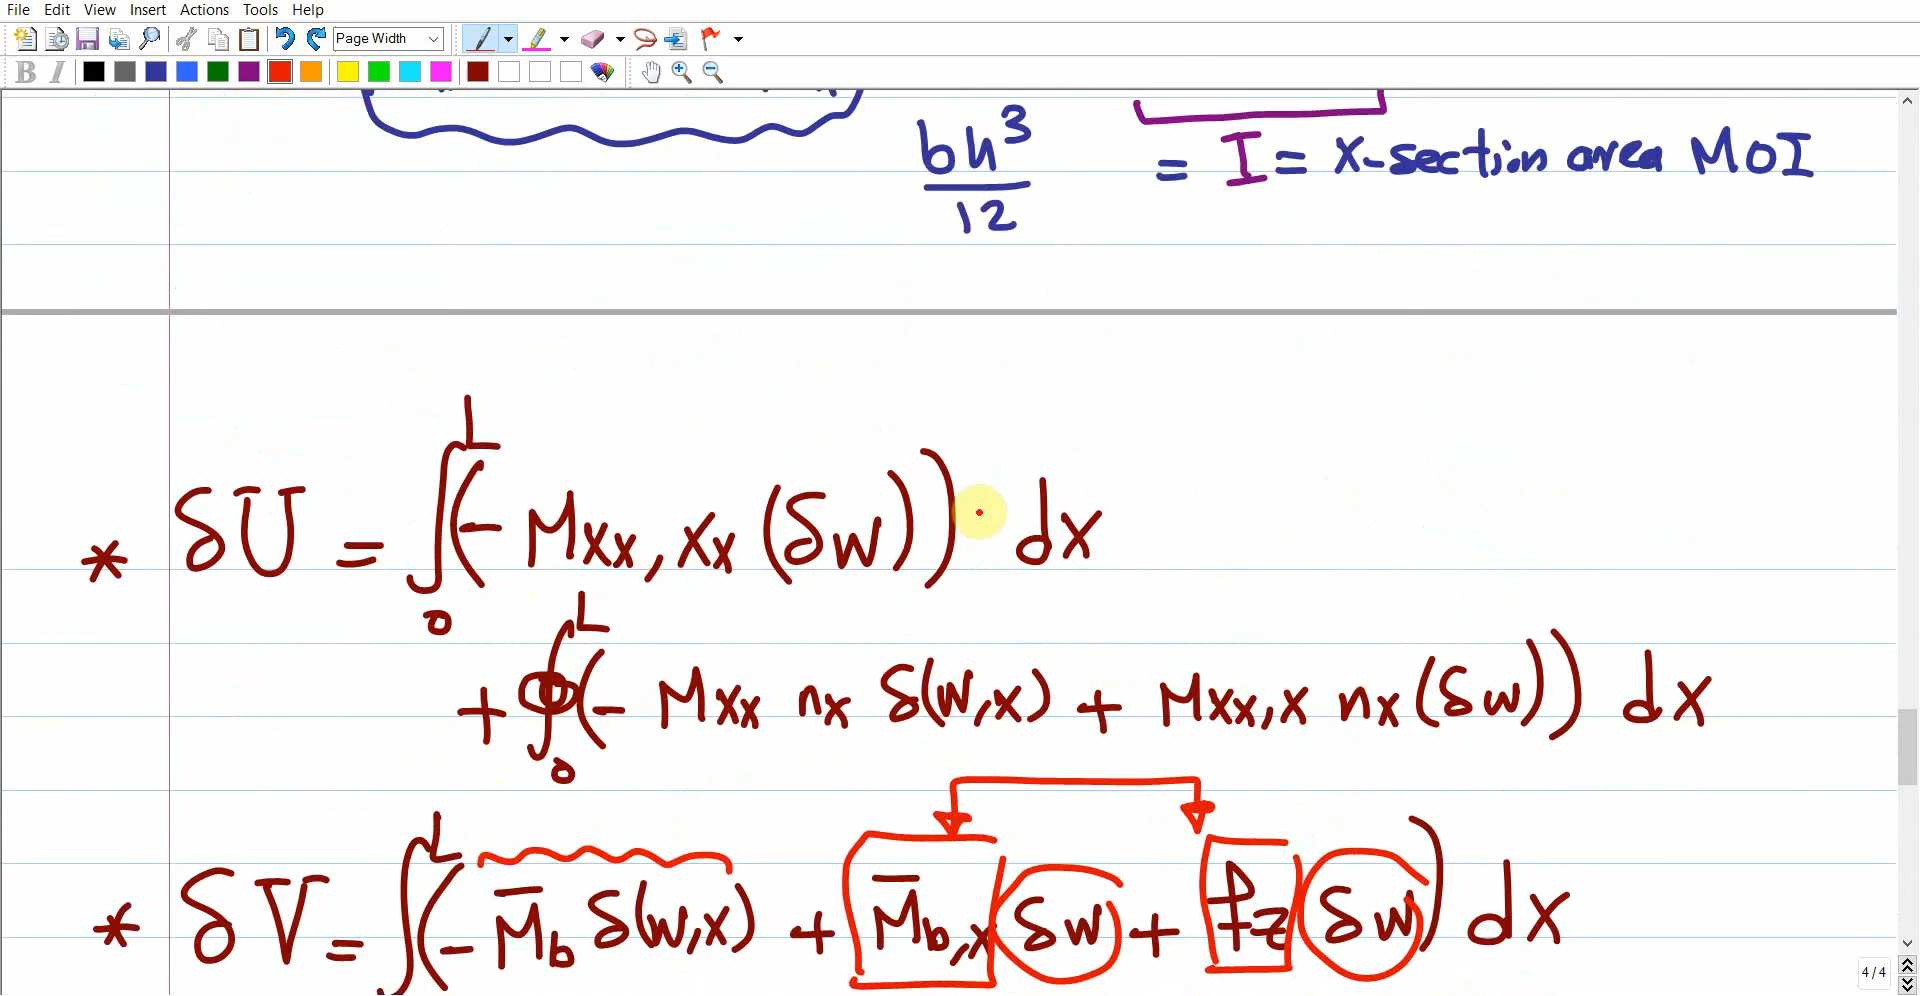 File Edit View Insert Actions Tools Help
Page Width
B I
bh³/12 = I = X-section area MOI
* δU = ∫₀ᴸ (- Mxx,xx (δw)) dx
+ ∮₀ᴸ (- Mxx nx δ(w,x) + Mxx,x nx (δw)) dx
* δV = ∫ᴸ (- M̄b δ(w,x) + M̄b,x (δw) + fz (δw)) dx
4 / 4